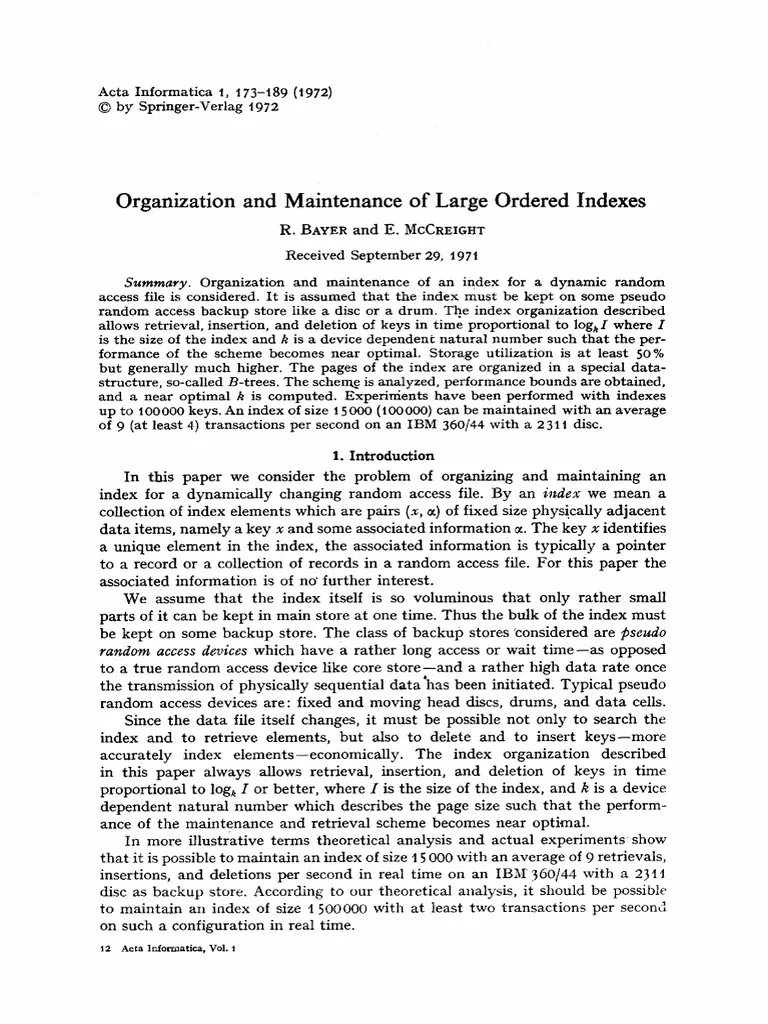 Acta Informatica 1, 173–189 (1972)
© by Springer-Verlag 1972
Organization and Maintenance of Large Ordered Indexes
R. BAYER and E. MCCREIGHT
Received September 29, 1971
Summary. Organization and maintenance of an index for a dynamic random
access file is considered. It is assumed that the index must be kept on some pseudo
random access backup store like a disc or a drum. The index organization described
allows retrieval, insertion, and deletion of keys in time proportional to logₖ I where I
is the size of the index and k is a device dependent natural number such that the per-
formance of the scheme becomes near optimal. Storage utilization is at least 50%
but generally much higher. The pages of the index are organized in a special data-
structure, so-called B-trees. The scheme is analyzed, performance bounds are obtained,
and a near optimal k is computed. Experiments have been performed with indexes
up to 100000 keys. An index of size 15000 (100000) can be maintained with an average
of 9 (at least 4) transactions per second on an IBM 360/44 with a 2311 disc.
1. Introduction
In this paper we consider the problem of organizing and maintaining an
index for a dynamically changing random access file. By an index we mean a
collection of index elements which are pairs (x, α) of fixed size physically adjacent
data items, namely a key x and some associated information α. The key x identifies
a unique element in the index, the associated information is typically a pointer
to a record or a collection of records in a random access file. For this paper the
associated information is of no further interest.
We assume that the index itself is so voluminous that only rather small
parts of it can be kept in main store at one time. Thus the bulk of the index must
be kept on some backup store. The class of backup stores considered are pseudo
random access devices which have a rather long access or wait time—as opposed
to a true random access device like core store—and a rather high data rate once
the transmission of physically sequential data has been initiated. Typical pseudo
random access devices are: fixed and moving head discs, drums, and data cells.
Since the data file itself changes, it must be possible not only to search the
index and to retrieve elements, but also to delete and to insert keys—more
accurately index elements—economically. The index organization described
in this paper always allows retrieval, insertion, and deletion of keys in time
proportional to logₖ I or better, where I is the size of the index, and k is a device
dependent natural number which describes the page size such that the perform-
ance of the maintenance and retrieval scheme becomes near optimal.
In more illustrative terms theoretical analysis and actual experiments show
that it is possible to maintain an index of size 15000 with an average of 9 retrievals,
insertions, and deletions per second in real time on an IBM 360/44 with a 2311
disc as backup store. According to our theoretical analysis, it should be possible
to maintain an index of size 1500000 with at least two transactions per second
on such a configuration in real time.
12 Acta Informatica, Vol. 1